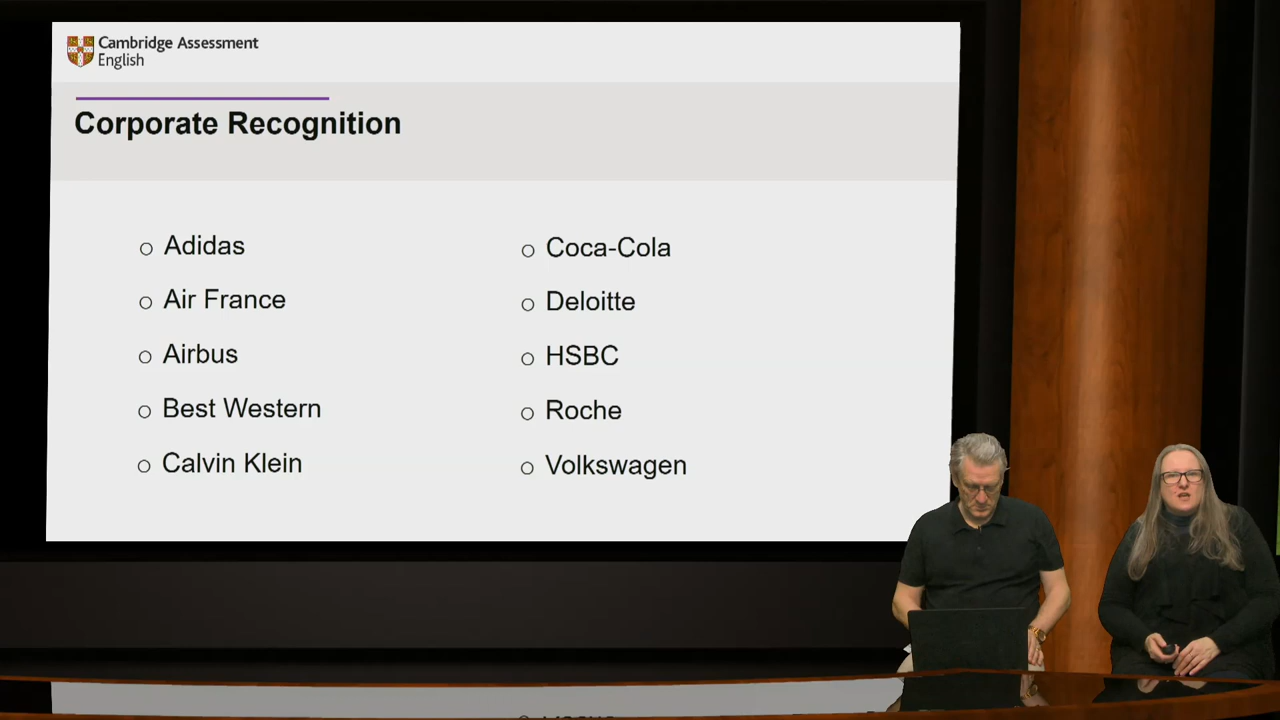 Cambridge Assessment
English
Corporate Recognition
o Adidas
o Air France
o Airbus
o Best Western
o Calvin Klein
o Coca-Cola
o Deloitte
o HSBC
o Roche
o Volkswagen